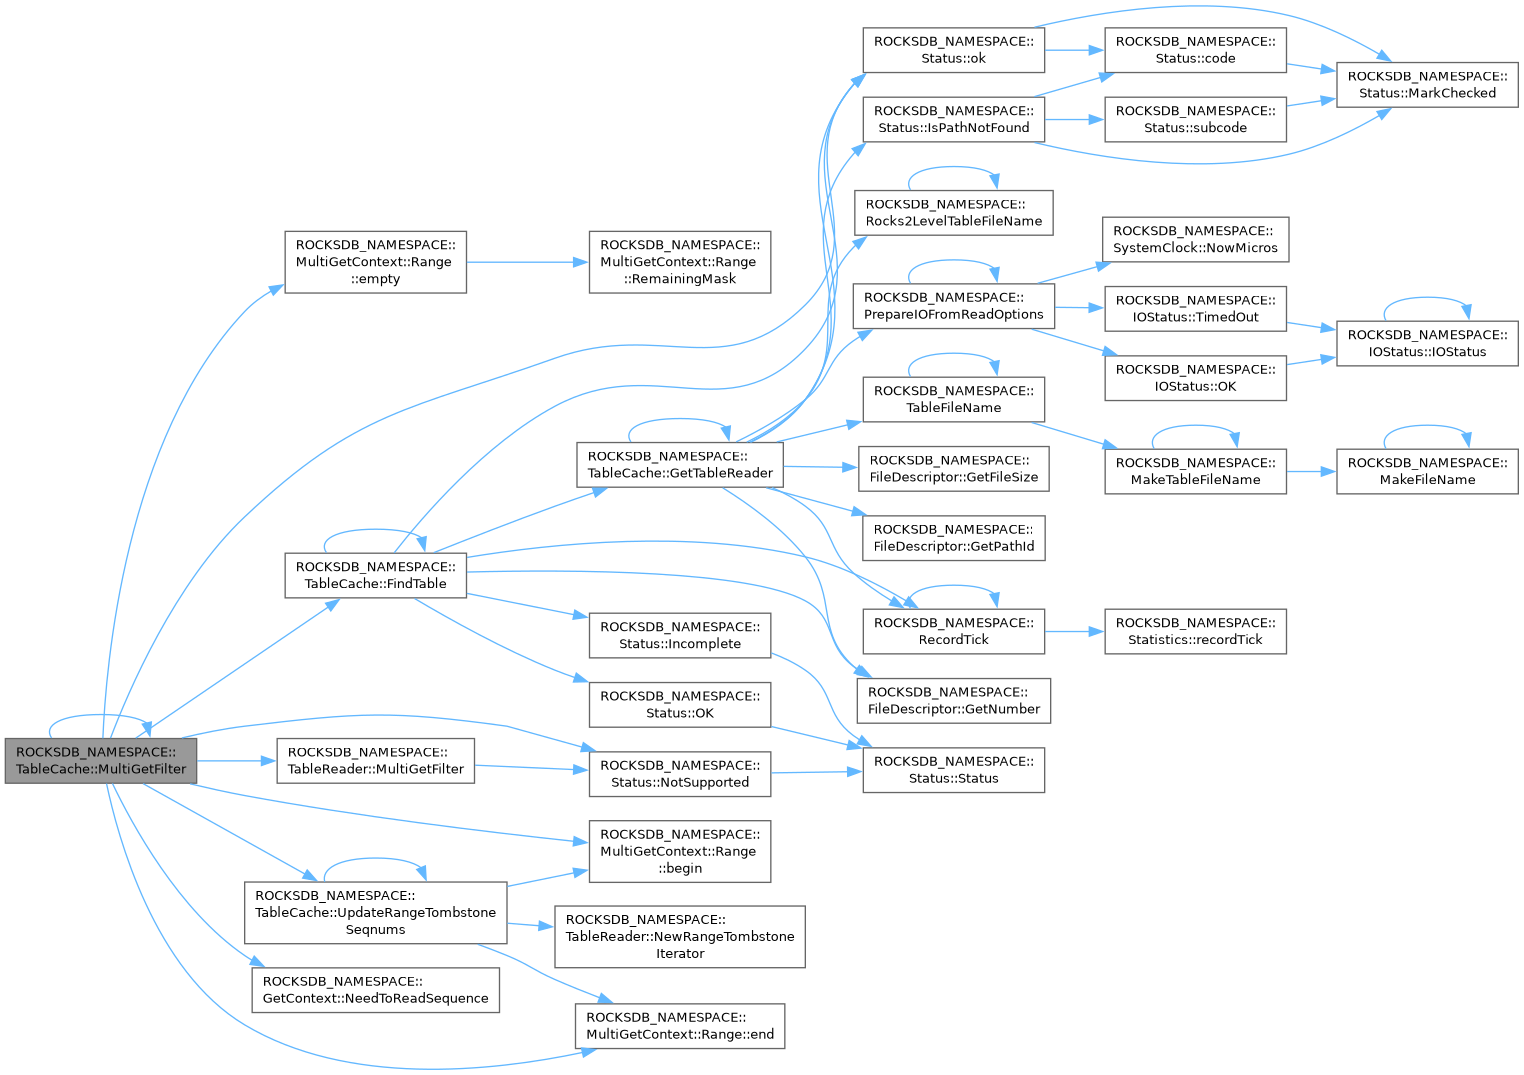 ROCKSDB_NAMESPACE::
TableCache::MultiGetFilter
ROCKSDB_NAMESPACE::
MultiGetContext::Range
::empty
ROCKSDB_NAMESPACE::
MultiGetContext::Range
::RemainingMask
ROCKSDB_NAMESPACE::
Status::ok
ROCKSDB_NAMESPACE::
Status::code
ROCKSDB_NAMESPACE::
Status::MarkChecked
ROCKSDB_NAMESPACE::
Status::IsPathNotFound
ROCKSDB_NAMESPACE::
Status::subcode
ROCKSDB_NAMESPACE::
Rocks2LevelTableFileName
ROCKSDB_NAMESPACE::
SystemClock::NowMicros
ROCKSDB_NAMESPACE::
PrepareIOFromReadOptions
ROCKSDB_NAMESPACE::
IOStatus::TimedOut
ROCKSDB_NAMESPACE::
IOStatus::IOStatus
ROCKSDB_NAMESPACE::
IOStatus::OK
ROCKSDB_NAMESPACE::
TableFileName
ROCKSDB_NAMESPACE::
MakeTableFileName
ROCKSDB_NAMESPACE::
MakeFileName
ROCKSDB_NAMESPACE::
TableCache::GetTableReader
ROCKSDB_NAMESPACE::
FileDescriptor::GetFileSize
ROCKSDB_NAMESPACE::
FileDescriptor::GetPathId
ROCKSDB_NAMESPACE::
TableCache::FindTable
ROCKSDB_NAMESPACE::
RecordTick
ROCKSDB_NAMESPACE::
Statistics::recordTick
ROCKSDB_NAMESPACE::
Status::Incomplete
ROCKSDB_NAMESPACE::
Status::OK
ROCKSDB_NAMESPACE::
FileDescriptor::GetNumber
ROCKSDB_NAMESPACE::
TableReader::MultiGetFilter
ROCKSDB_NAMESPACE::
Status::NotSupported
ROCKSDB_NAMESPACE::
Status::Status
ROCKSDB_NAMESPACE::
MultiGetContext::Range
::begin
ROCKSDB_NAMESPACE::
TableCache::UpdateRangeTombstone
Seqnums
ROCKSDB_NAMESPACE::
TableReader::NewRangeTombstone
Iterator
ROCKSDB_NAMESPACE::
GetContext::NeedToReadSequence
ROCKSDB_NAMESPACE::
MultiGetContext::Range::end